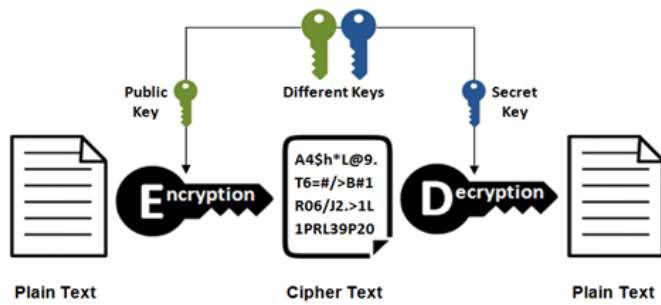 Public
Key
Different Keys
Secret
Key
Encryption
A4$h*L@9.
T6=#/>B#1
R06/J2.>1L
1PRL39P20
Decryption
Plain Text
Cipher Text
Plain Text